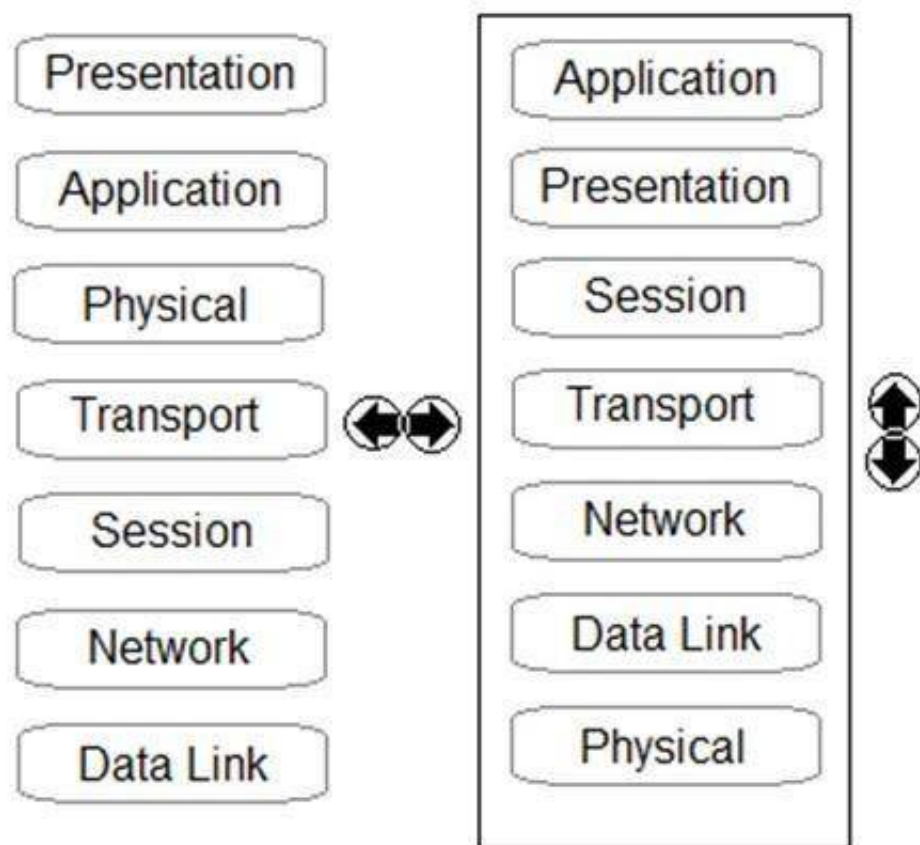 Presentation
Application
Physical
Transport
Session
Network
Data Link
Application
Presentation
Session
Transport
Network
Data Link
Physical